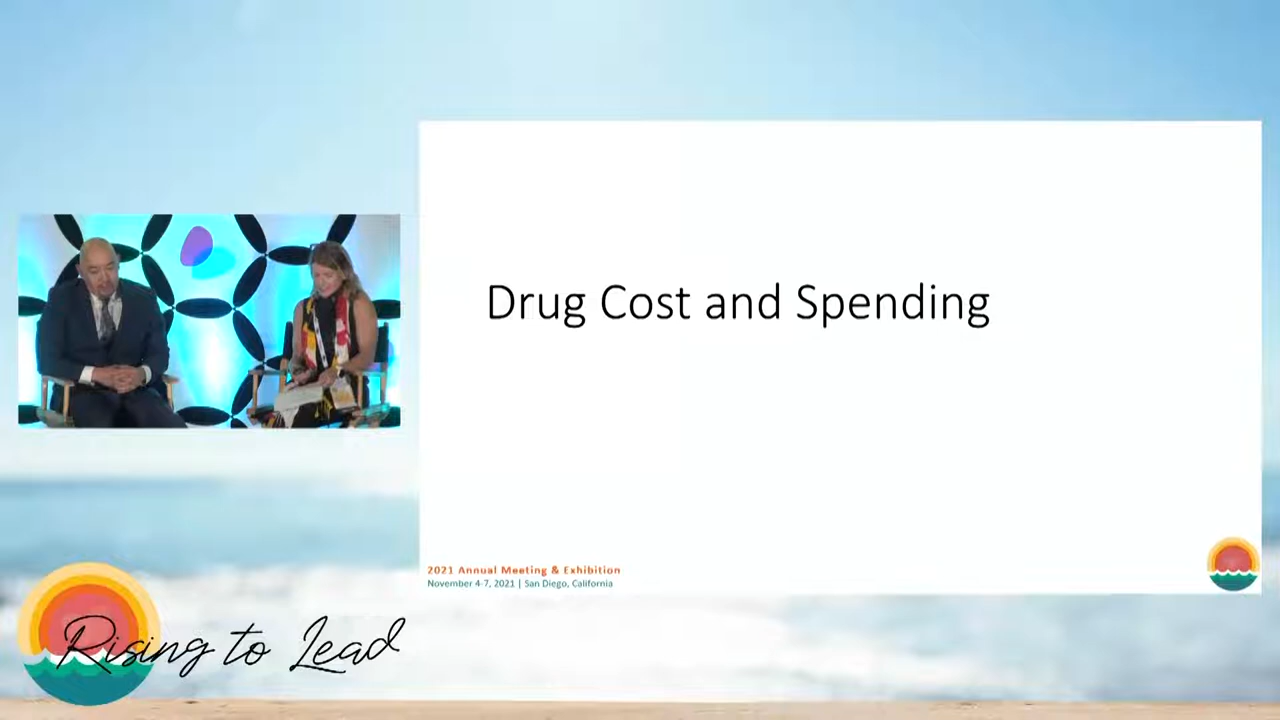 Drug Cost and Spending
2021 Annual Meeting & Exhibition
November 4-7, 2021 | San Diego, California
Rising to Lead